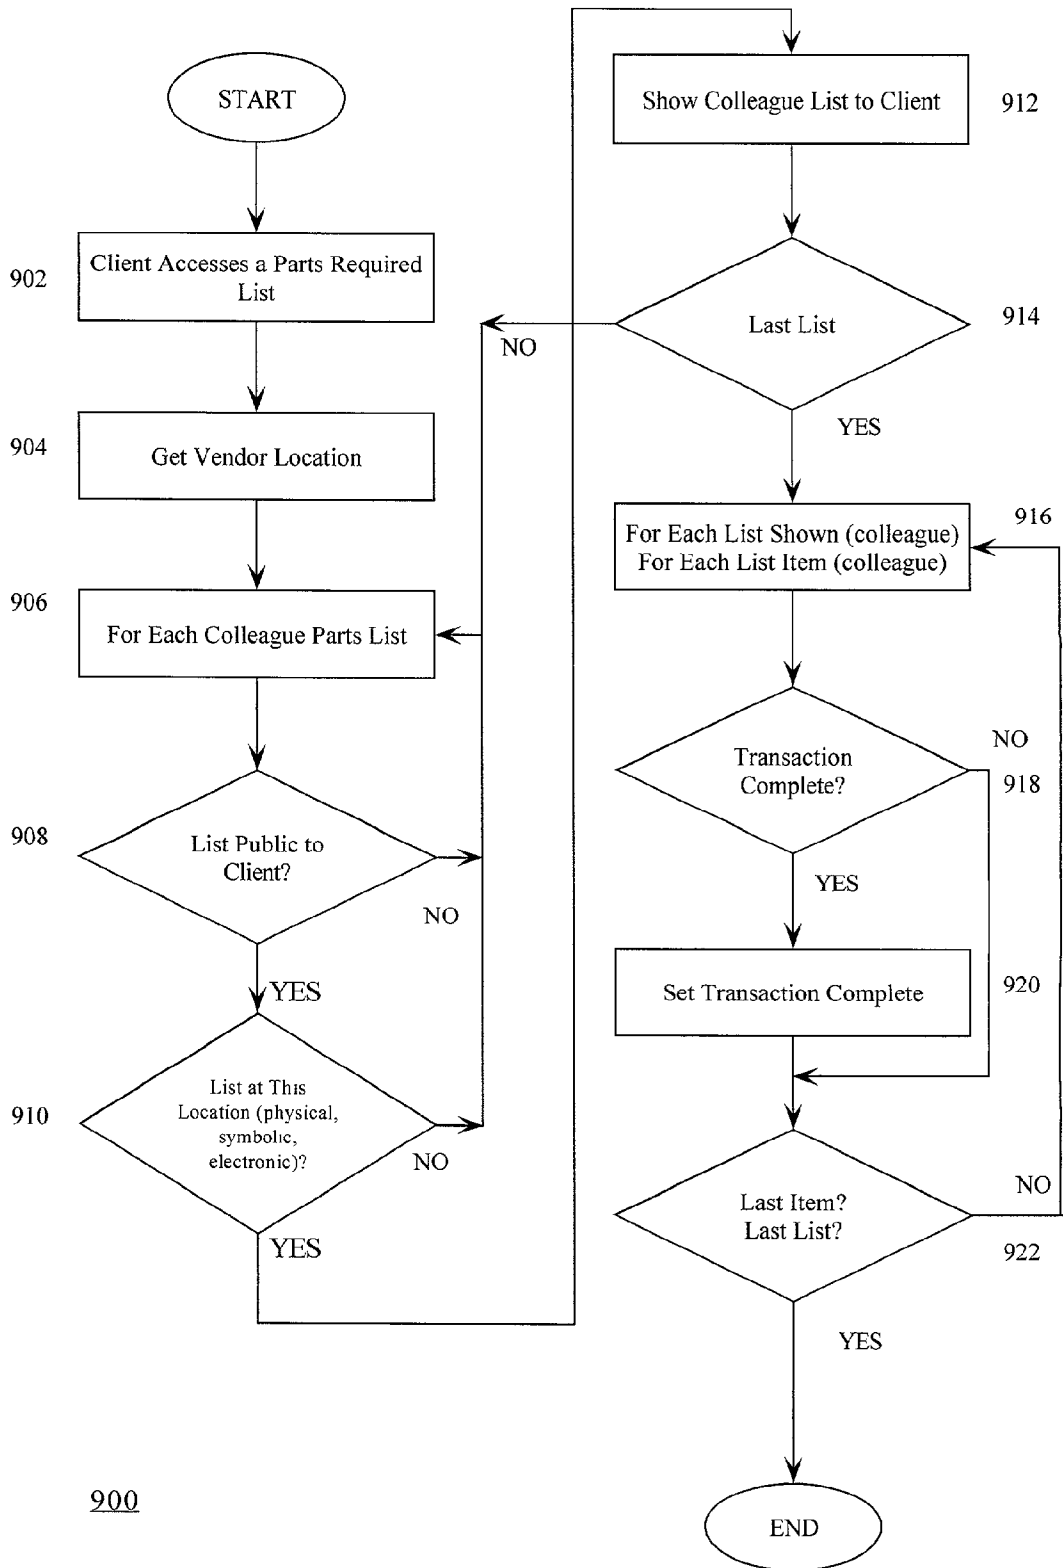 START
902
Client Accesses a Parts Required
List
904
Get Vendor Location
906
For Each Colleague Parts List
908
List Public to
Client?
NO
YES
910
List at This
Location (physical,
symbolic,
electronic)?
NO
YES
Show Colleague List to Client
912
Last List
914
NO
YES
916
For Each List Shown (colleague)
For Each List Item (colleague)
Transaction
Complete?
NO
918
YES
Set Transaction Complete
920
Last Item?
Last List?
NO
922
YES
END
900